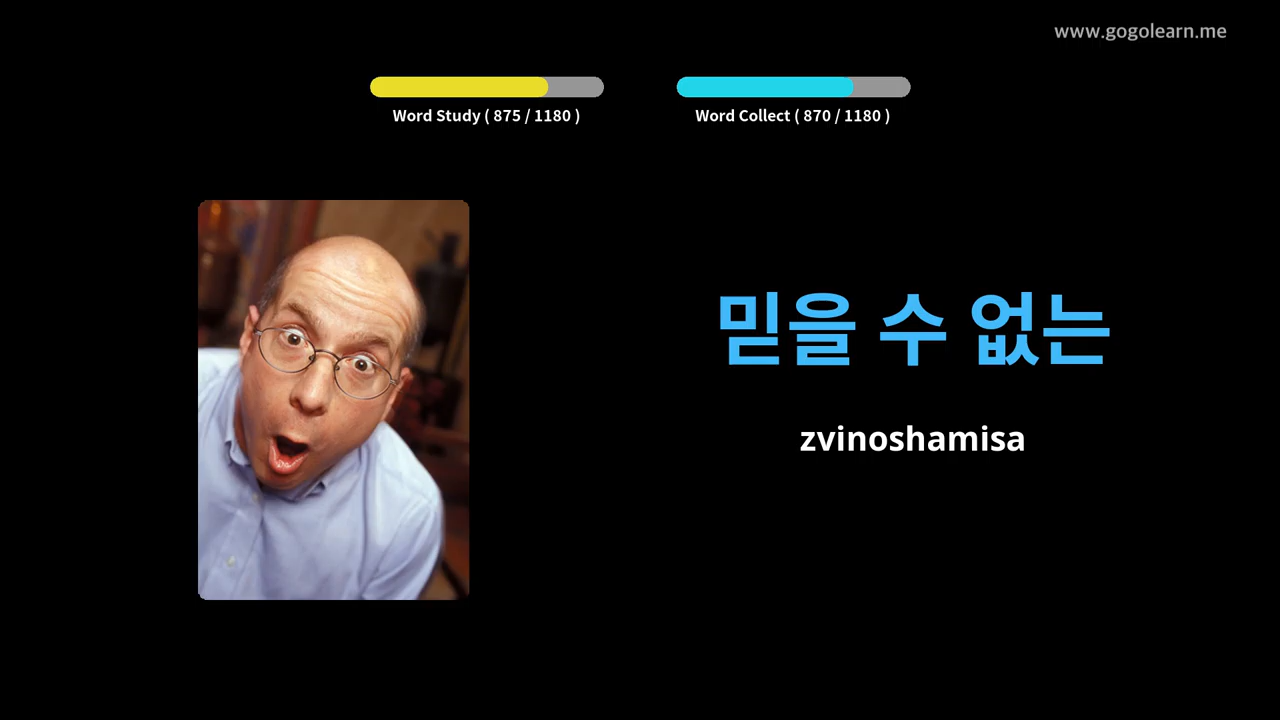 www.gogolearn.me
Word Study ( 875 / 1180 )
Word Collect ( 870 / 1180 )
믿을 수 없는
zvinoshamisa